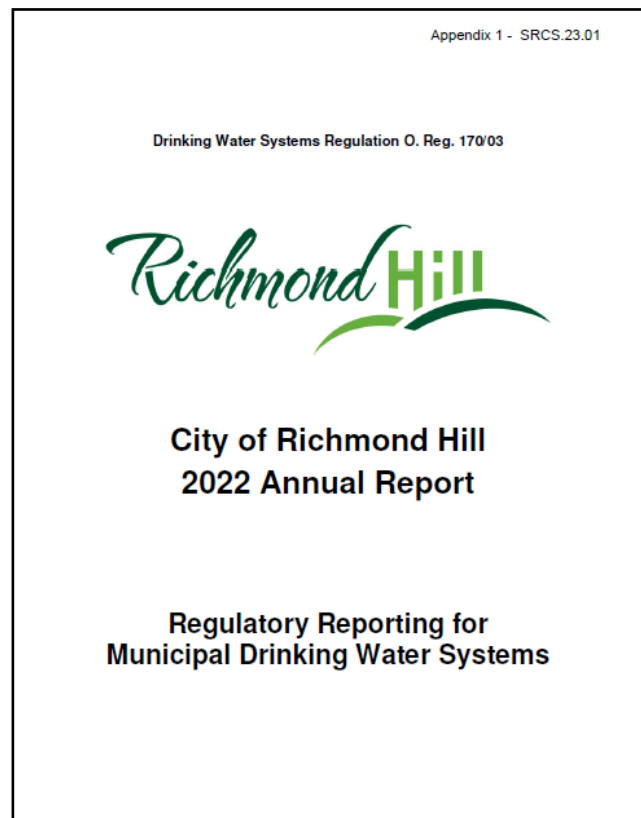 Appendix 1 - SRCS.23.01
Drinking Water Systems Regulation O. Reg. 170/03
Richmond Hill
City of Richmond Hill
2022 Annual Report
Regulatory Reporting for
Municipal Drinking Water Systems